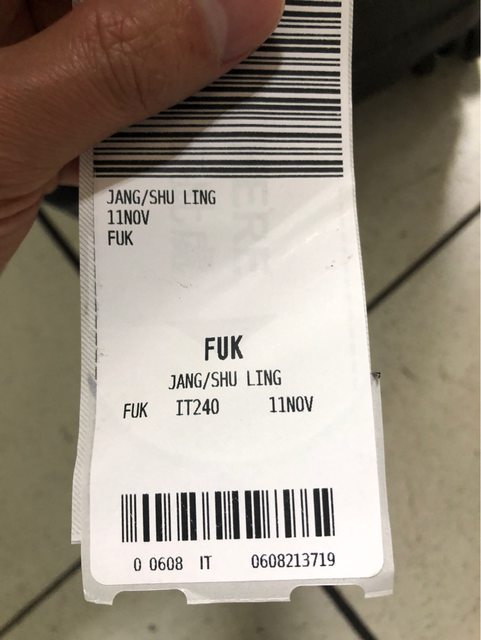 JANG/SHU LING
11NOV
FUK
FUK
JANG/SHU LING
FUK IT240 11NOV
0 0608 IT 0608213719